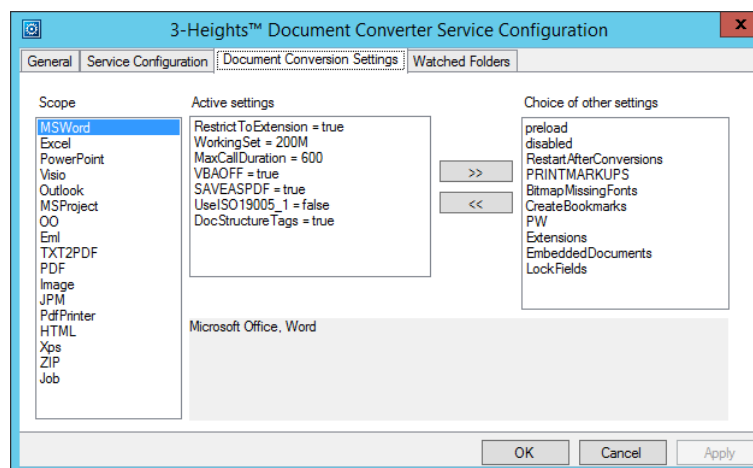 3-Heights™ Document Converter Service Configuration
x
General
Service Configuration
Document Conversion Settings
Watched Folders
Scope
MSWord
Excel
PowerPoint
Visio
Outlook
MSProject
OO
Eml
TXT2PDF
PDF
Image
JPM
PdfPrinter
HTML
Xps
ZIP
Job
Active settings
RestrictToExtension = true
WorkingSet = 200M
MaxCallDuration = 600
VBAOFF = true
SAVEASPDF = true
UseISO19005_1 = false
DocStructureTags = true
>>
<<
Choice of other settings
preload
disabled
RestartAfterConversions
PRINTMARKUPS
BitmapMissingFonts
CreateBookmarks
PW
Extensions
EmbeddedDocuments
LockFields
Microsoft Office, Word
OK
Cancel
Apply